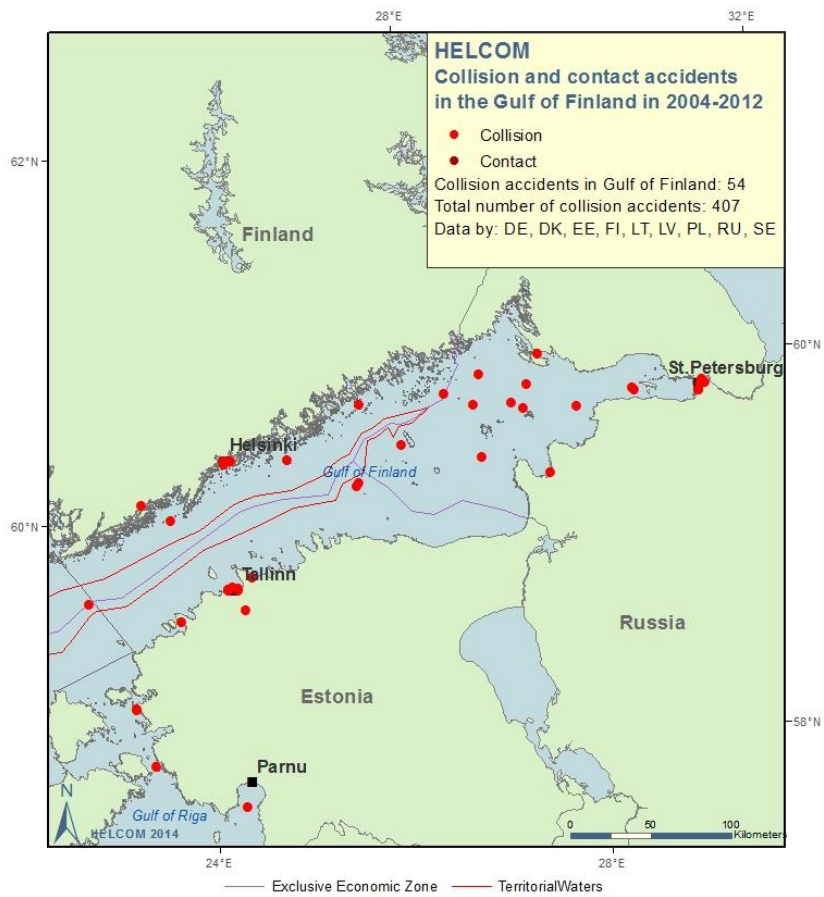 28°E
32°E
HELCOM
Collision and contact accidents
in the Gulf of Finland in 2004-2012
Collision
Contact
Collision accidents in Gulf of Finland: 54
Total number of collision accidents: 407
Data by: DE, DK, EE, FI, LT, LV, PL, RU, SE
62°N
Finland
60°N
St.Petersburg
Helsinki
Gulf of Finland
60°N
Tallinn
Russia
Estonia
58°N
Parnu
N
Gulf of Riga
HELCOM 2014
0 50 100
Kilometers
24°E
28°E
Exclusive Economic Zone
TerritorialWaters